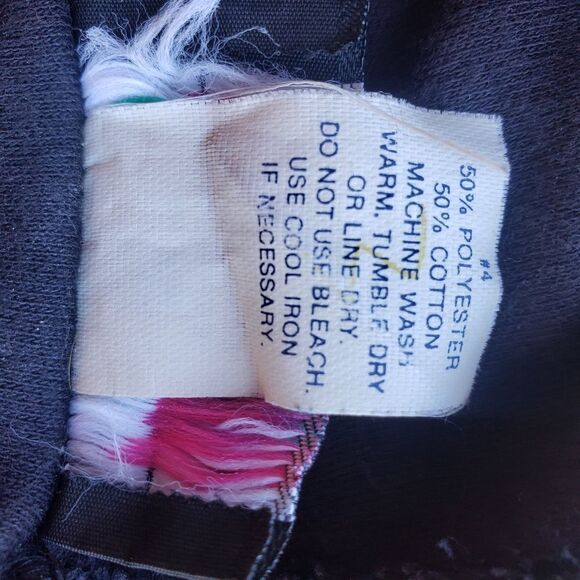 #4
50% POLYESTER
50% COTTON
MACHINE WASH
WARM. TUMBLE DRY
OR LINE DRY.
DO NOT USE BLEACH.
USE COOL IRON
IF NECESSARY.